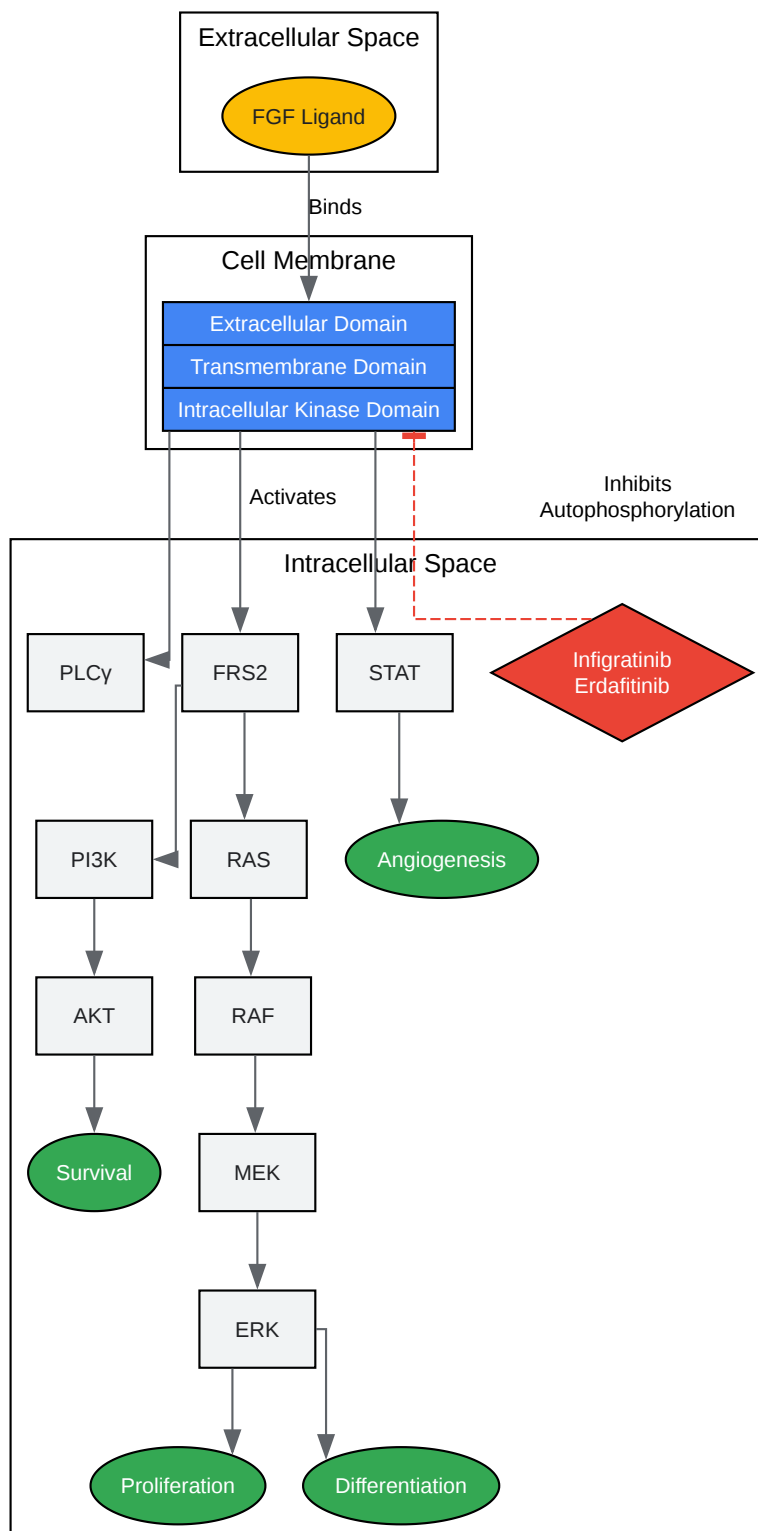 Extracellular Space
FGF Ligand
Binds
Cell Membrane
Extracellular Domain
Transmembrane Domain
Intracellular Kinase Domain
Activates
Inhibits
Autophosphorylation
Intracellular Space
PLCγ
FRS2
STAT
Infigratinib
Erdafitinib
PI3K
RAS
Angiogenesis
AKT
RAF
Survival
MEK
ERK
Proliferation
Differentiation